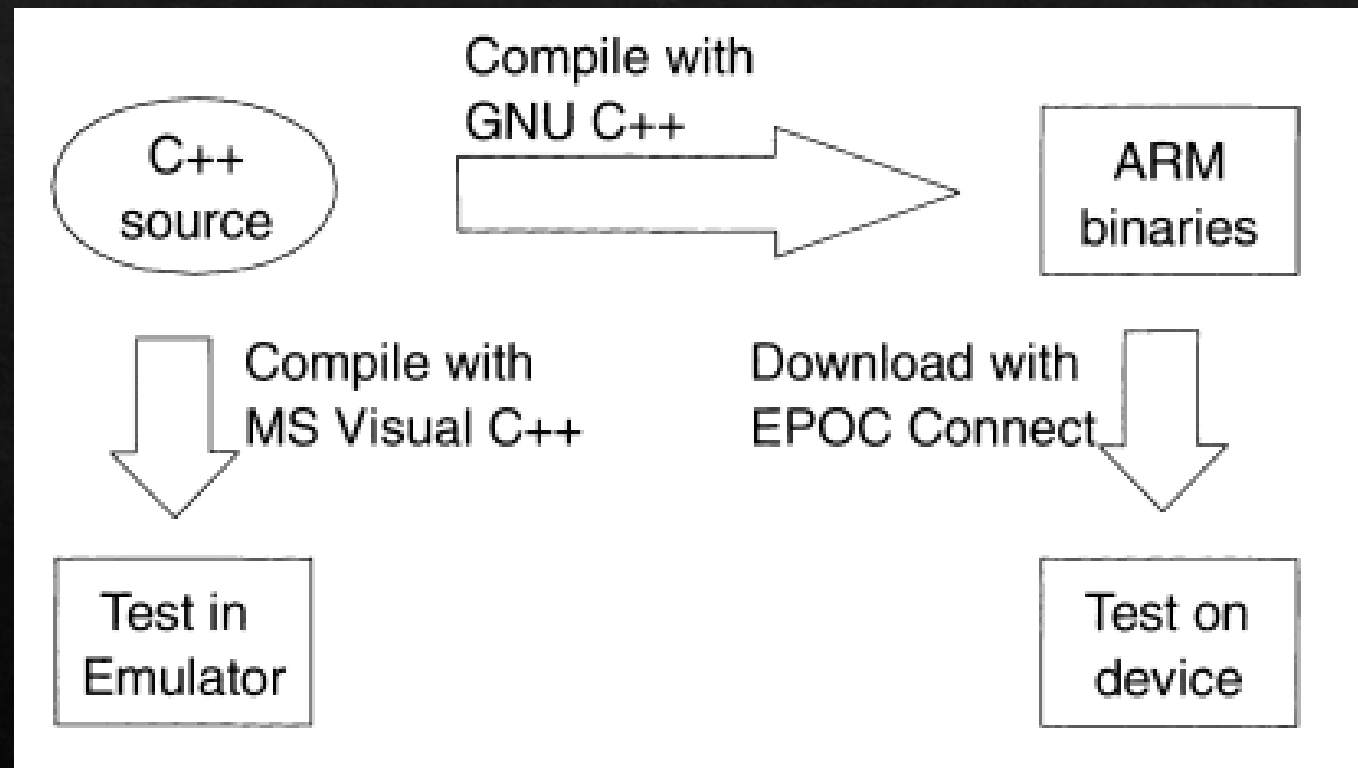 Compile with
GNU C++
C++
source
ARM
binaries
Compile with
MS Visual C++
Download with
EPOC Connect
Test in
Emulator
Test on
device